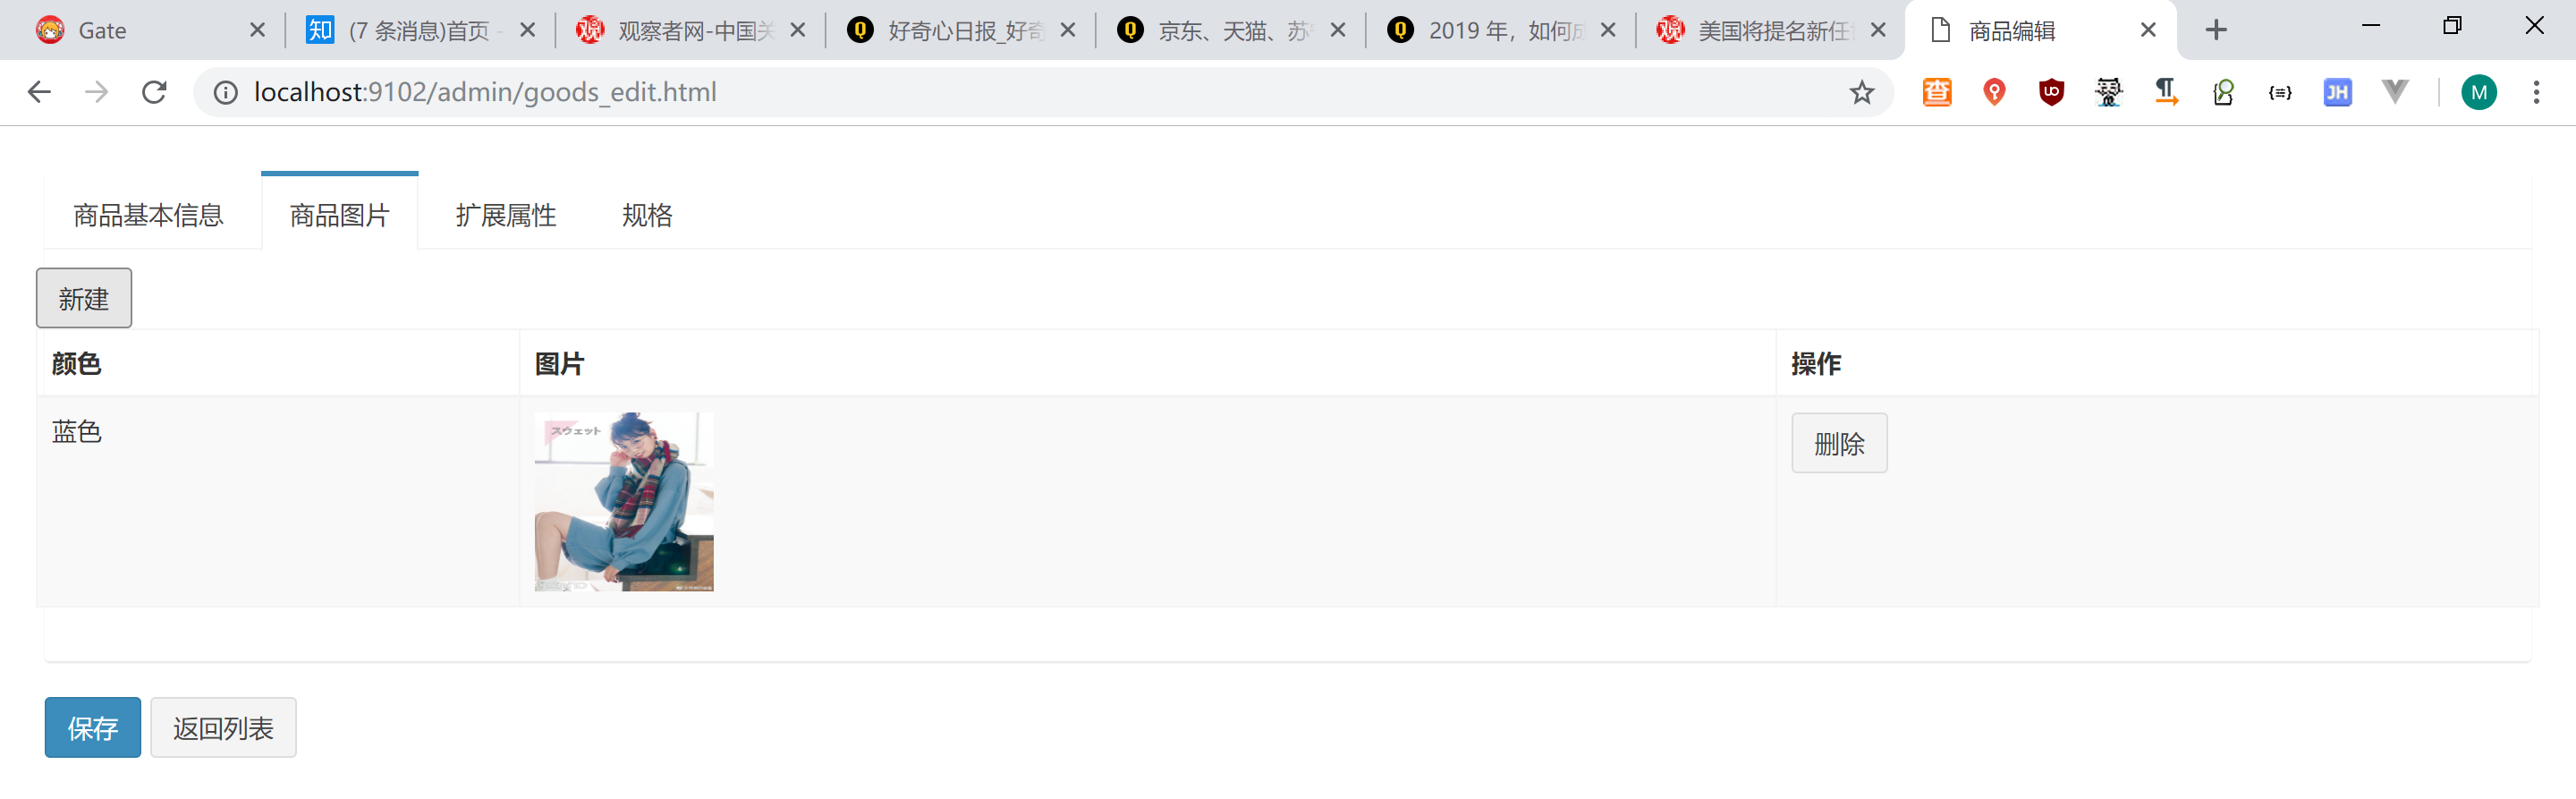 Gate
(7 条消息)首页 -
观察者网-中国关
好奇心日报_好奇
京东、天猫、苏
2019 年，如何成
美国将提名新任
商品编辑
localhost:9102/admin/goods_edit.html
商品基本信息 商品图片 扩展属性 规格
新建
颜色 图片 操作
蓝色 删除
スウェット
保存 返回列表